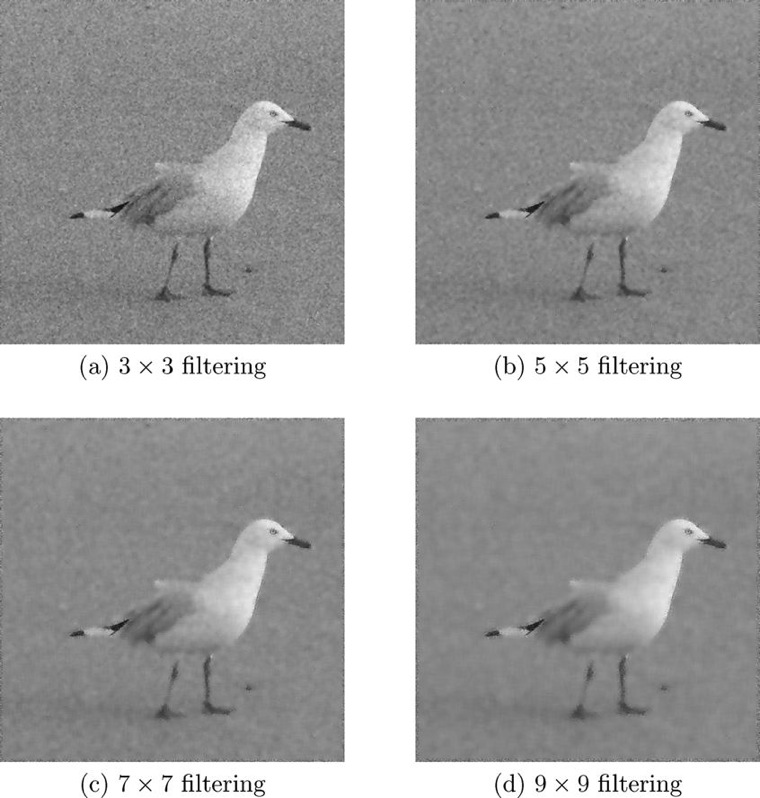 (a) 3 × 3 filtering
(b) 5 × 5 filtering
(c) 7 × 7 filtering
(d) 9 × 9 filtering